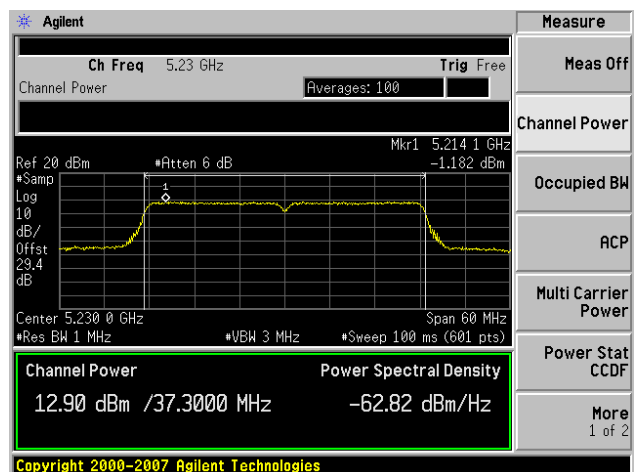 Agilent
Measure
Ch Freq 5.23 GHz Trig Free
Meas Off
Channel Power Averages: 100
Channel Power
Mkr1 5.214 1 GHz
Ref 20 dBm #Atten 6 dB -1.182 dBm
#Samp
Log
10
dB/
Offst
29.4
dB
1
Occupied BW
ACP
Multi Carrier
Power
Center 5.230 0 GHz Span 60 MHz
#Res BW 1 MHz #VBW 3 MHz #Sweep 100 ms (601 pts)
Power Stat
CCDF
Channel Power Power Spectral Density
12.90 dBm /37.3000 MHz -62.82 dBm/Hz
More
1 of 2
Copyright 2000-2007 Agilent Technologies